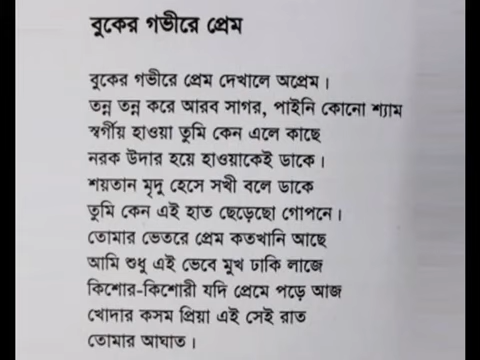 বুকের গভীরে প্রেম
বুকের গভীরে প্রেম দেখালে অপ্রেম।
তন্ন তন্ন করে আরব সাগর, পাইনি কোনো শ্যাম
স্বর্গীয় হাওয়া তুমি কেন এলে কাছে
নরক উদার হয়ে হাওয়াকেই ডাকে।
শয়তান মৃদু হেসে সখী বলে ডাকে
তুমি কেন এই হাত ছেড়েছো গোপনে।
তোমার ভেতরে প্রেম কতখানি আছে
আমি শুধু এই ভেবে মুখ ঢাকি লাজে
কিশোর-কিশোরী যদি প্রেমে পড়ে আজ
খোদার কসম প্রিয়া এই সেই রাত
তোমার আঘাত।